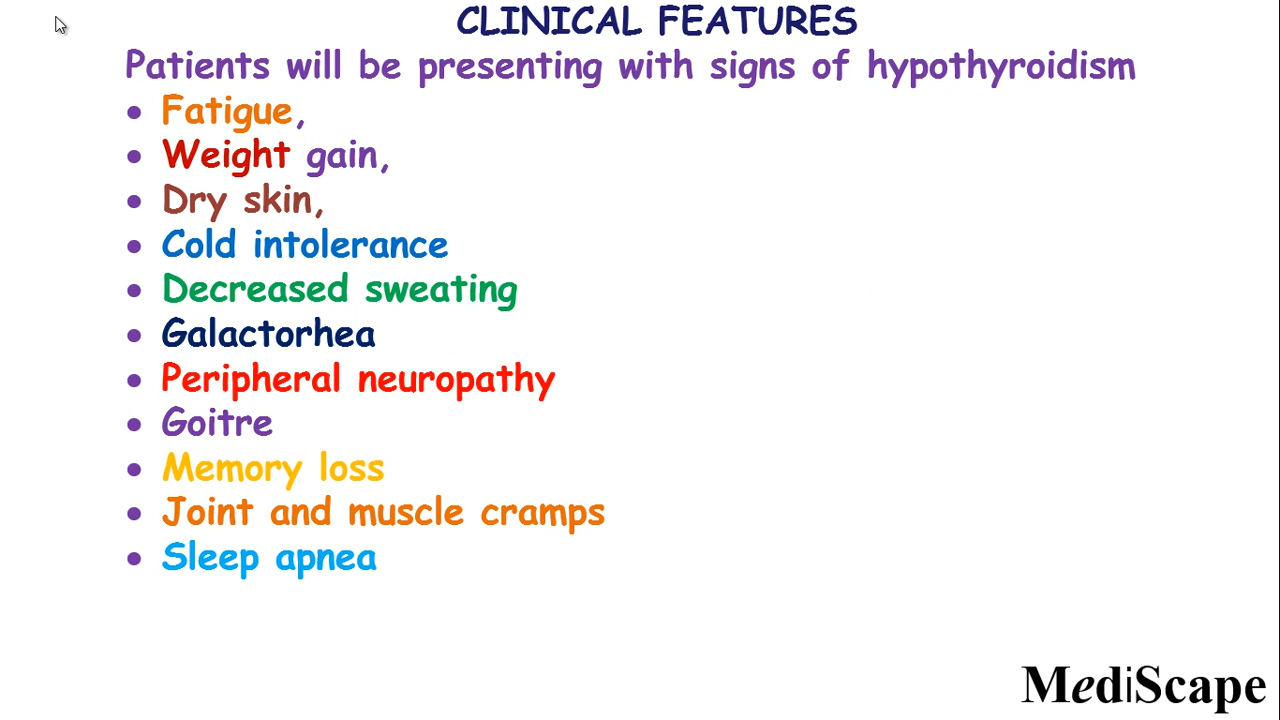 CLINICAL FEATURES
Patients will be presenting with signs of hypothyroidism
• Fatigue,
• Weight gain,
• Dry skin,
• Cold intolerance
• Decreased sweating
• Galactorhea
• Peripheral neuropathy
• Goitre
• Memory loss
• Joint and muscle cramps
• Sleep apnea
MediScape